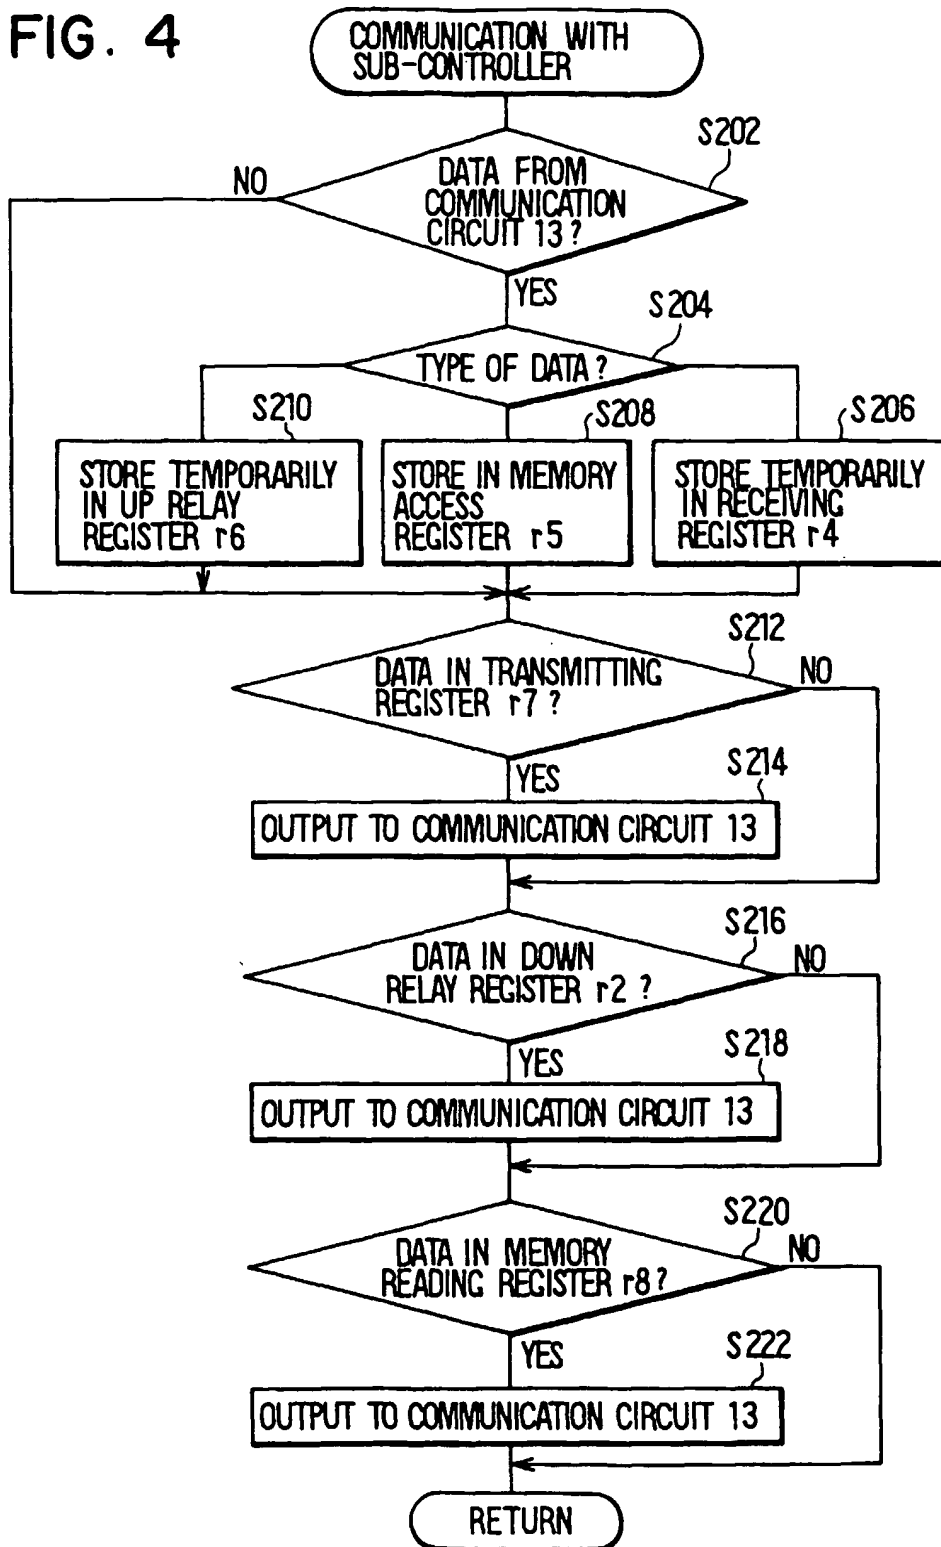 FIG. 4
COMMUNICATION WITH
SUB-CONTROLLER
S202
DATA FROM
COMMUNICATION
CIRCUIT 13?
NO
YES
S204
TYPE OF DATA?
S210
S208
S206
STORE TEMPORARILY
IN UP RELAY
REGISTER r6
STORE IN MEMORY
ACCESS
REGISTER r5
STORE TEMPORARILY
IN RECEIVING
REGISTER r4
S212
DATA IN TRANSMITTING
REGISTER r7?
NO
YES
S214
OUTPUT TO COMMUNICATION CIRCUIT 13
S216
DATA IN DOWN
RELAY REGISTER r2?
NO
YES
S218
OUTPUT TO COMMUNICATION CIRCUIT 13
S220
DATA IN MEMORY
READING REGISTER r8?
NO
YES
S222
OUTPUT TO COMMUNICATION CIRCUIT 13
RETURN